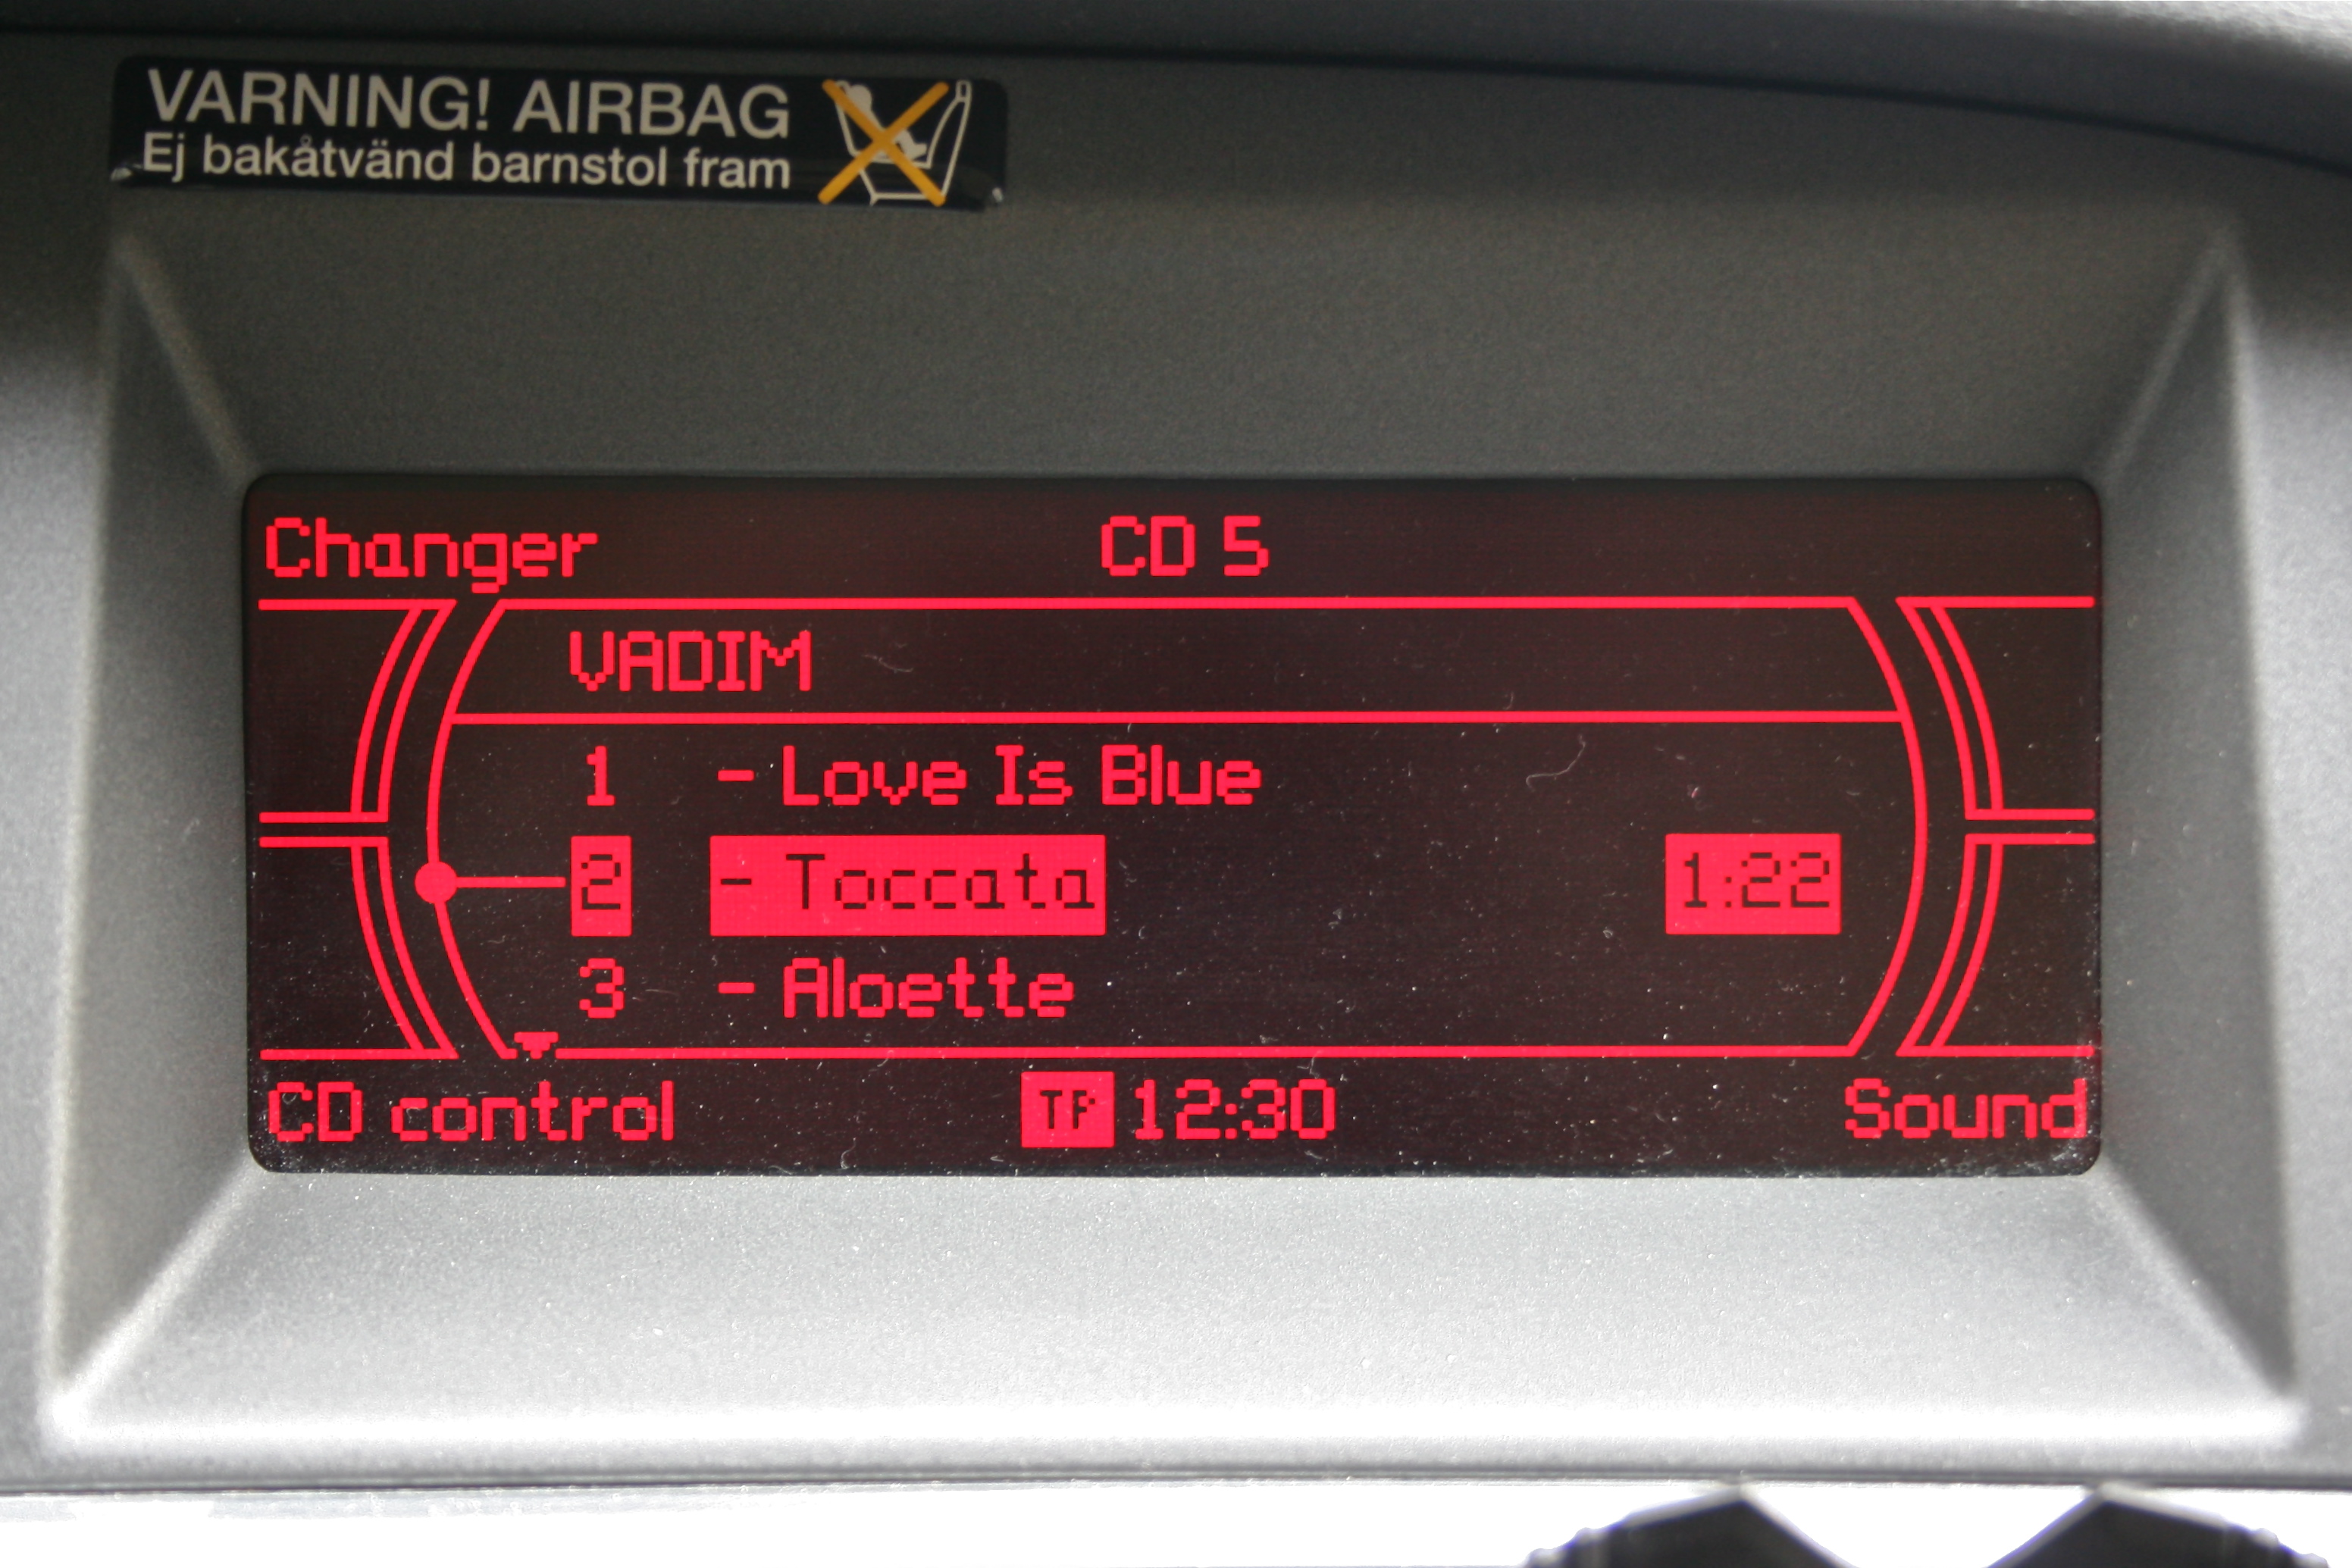 VARNING! AIRBAG
Ej bakåtvänd barnstol fram
Changer CD 5
VADIM
1 - Love Is Blue
2 - Toccata 1:22
3 - Aloette
CD control TP 12:30 Sound